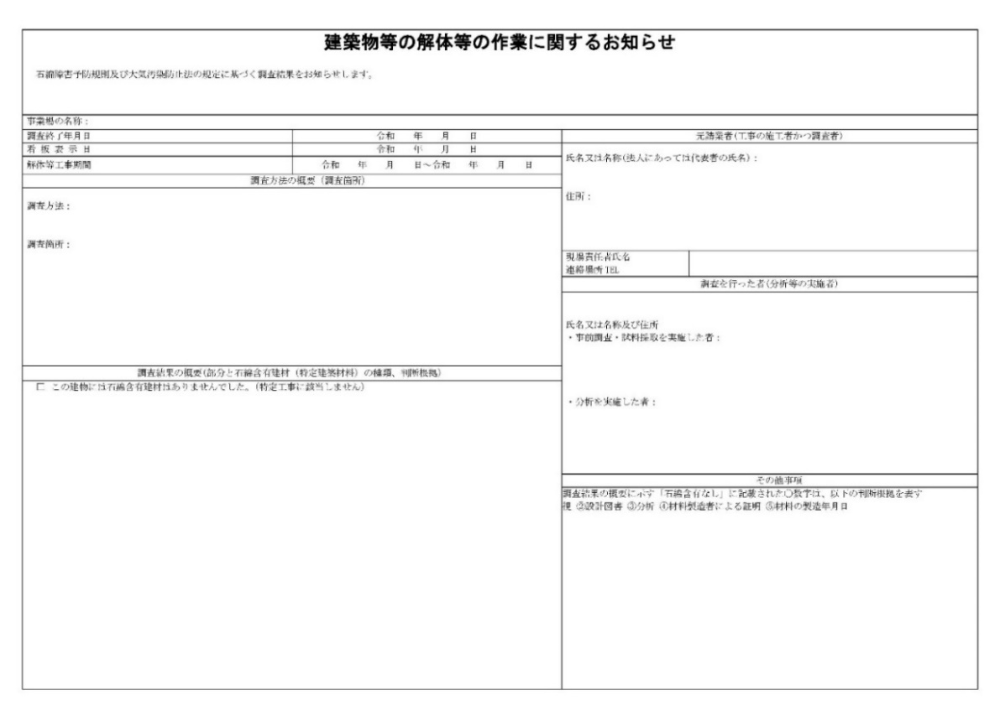 建築物等の解体等の作業に関するお知らせ
石綿障害予防規則及び大気汚染防止法の規定に基づく調査結果をお知らせします。
事業場の名称:
調査終了年月日 令和 年 月 日
看板表示日 令和 年 月 日
解体等工事期間 令和 年 月 日~令和 年 月 日
調査方法の概要(調査箇所)
調査方法:
調査箇所:
調査結果の概要(部分と石綿含有建材(特定建築材料)の種類、判断根拠)
□ この建物には石綿含有建材はありませんでした。(特定工事に該当しません)
元請業者(工事の施工者かつ調査者)
氏名又は名称(法人にあっては代表者の氏名):
住所:
現場責任者氏名
連絡場所TEL
調査を行った者(分析等の実施者)
氏名又は名称及び住所
・事前調査・試料採取を実施した者:
・分析を実施した者:
その他事項
調査結果の概要に示す「石綿含有なし」に記載された○数字は、以下の判断根拠を表す
視 ②設計図書 ③分析 ④材料製造者による証明 ⑤材料の製造年月日